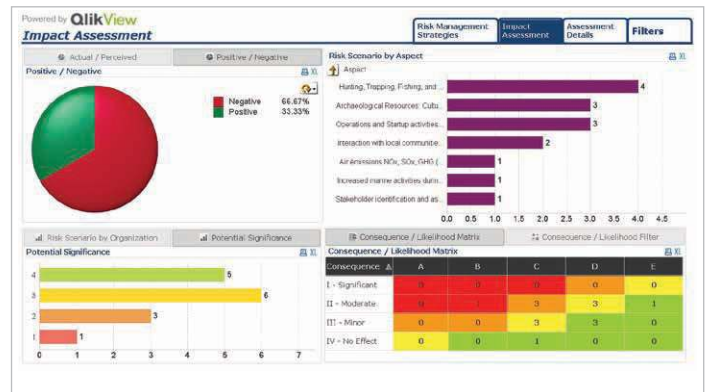 Powered by QlikView
Impact Assessment
Risk Management Strategies
Impact Assessment
Assessment Details
Filters
Actual / Perceived
Positive / Negative
Positive / Negative
XL
Negative 66.67%
Positive 33.33%
Risk Scenario by Aspect
XL
Aspect
Hunting, Trapping, Fishing, and ... 4
Archaeological Resources: Cultu... 3
Operations and Startup activities... 3
Interaction with local communitie... 2
Air emissions NOx, SOx, GHG (... 1
Increased marine activities durin... 1
Stakeholder identification and as... 1
0.0 0.5 1.0 1.5 2.0 2.5 3.0 3.5 4.0 4.5
Risk Scenario by Organization
Potential Significance
Potential Significance
XL
4 5
3 6
2 3
1 1
0 1 2 3 4 5 6 7
Consequence / Likelihood Matrix
Consequence / Likelihood Filter
Consequence / Likelihood Matrix
XL
Consequence A B C D E
I - Significant 0 0 0
II - Moderate 3 3 1
III - Minor 0 0 3 3 0
IV - No Effect 0 0 1 0 0